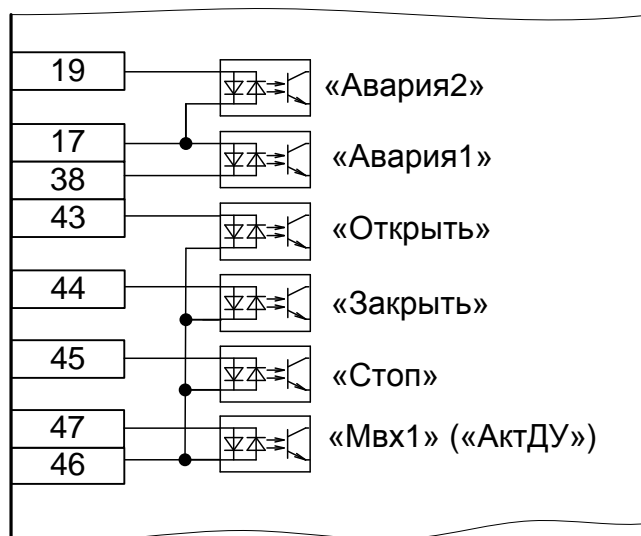 19 «Авария2»
17
38 «Авария1»
43 «Открыть»
44 «Закрыть»
45 «Стоп»
47 «Мвх1» («АктДУ»)
46